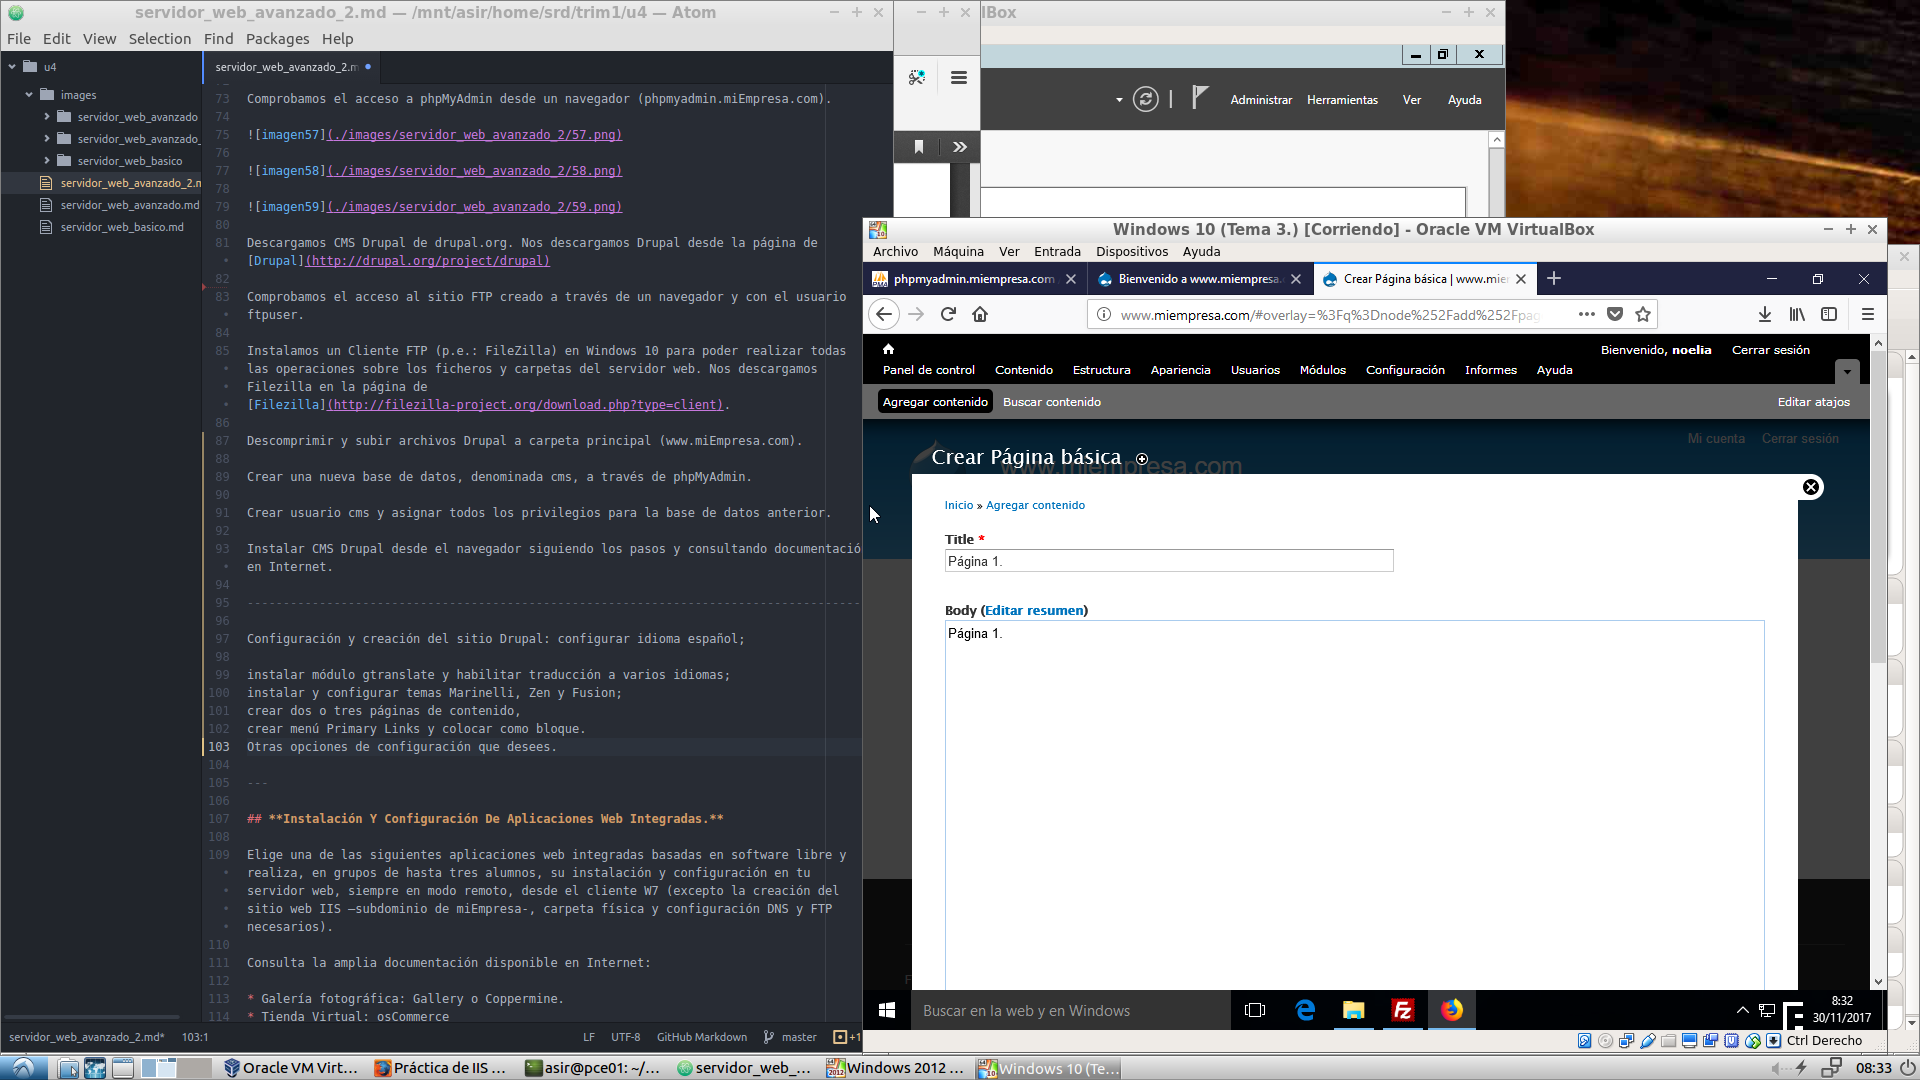 servidor_web_avanzado_2.md — /mnt/asir/home/srd/trim1/u4 — Atom
File Edit View Selection Find Packages Help
u4
images
servidor_web_avanzado
servidor_web_avanzado_
servidor_web_basico
servidor_web_avanzado_2.m
servidor_web_avanzado.md
servidor_web_basico.md
servidor_web_avanzado_2.m
73 Comprobamos el acceso a phpMyAdmin desde un navegador (phpmyadmin.miEmpresa.com).
74
75 ![imagen57](./images/servidor_web_avanzado_2/57.png)
76
77 ![imagen58](./images/servidor_web_avanzado_2/58.png)
78
79 ![imagen59](./images/servidor_web_avanzado_2/59.png)
80
81 Descargamos CMS Drupal de drupal.org. Nos descargamos Drupal desde la página de
• [Drupal](http://drupal.org/project/drupal)
82
83 Comprobamos el acceso al sitio FTP creado a través de un navegador y con el usuario
• ftpuser.
84
85 Instalamos un Cliente FTP (p.e.: FileZilla) en Windows 10 para poder realizar todas
• las operaciones sobre los ficheros y carpetas del servidor web. Nos descargamos
• Filezilla en la página de
• [Filezilla](http://filezilla-project.org/download.php?type=client).
86
87 Descomprimir y subir archivos Drupal a carpeta principal (www.miEmpresa.com).
88
89 Crear una nueva base de datos, denominada cms, a través de phpMyAdmin.
90
91 Crear usuario cms y asignar todos los privilegios para la base de datos anterior.
92
93 Instalar CMS Drupal desde el navegador siguiendo los pasos y consultando documentació
• en Internet.
94
95 -------------------------------------------------------------------------------------
96
97 Configuración y creación del sitio Drupal: configurar idioma español;
98
99 instalar módulo gtranslate y habilitar traducción a varios idiomas;
100 instalar y configurar temas Marinelli, Zen y Fusion;
101 crear dos o tres páginas de contenido,
102 crear menú Primary Links y colocar como bloque.
103 Otras opciones de configuración que desees.
104
105 ---
106
107 ## **Instalación Y Configuración De Aplicaciones Web Integradas.**
108
109 Elige una de las siguientes aplicaciones web integradas basadas en software libre y
• realiza, en grupos de hasta tres alumnos, su instalación y configuración en tu
• servidor web, siempre en modo remoto, desde el cliente W7 (excepto la creación del
• sitio web IIS –subdominio de miEmpresa-, carpeta física y configuración DNS y FTP
• necesarios).
110
111 Consulta la amplia documentación disponible en Internet:
112
113 * Galería fotográfica: Gallery o Coppermine.
114 * Tienda Virtual: osCommerce
servidor_web_avanzado_2.md* 103:1 LF UTF-8 GitHub Markdown master +1
lBox
Administrar Herramientas Ver Ayuda
Windows 10 (Tema 3.) [Corriendo] - Oracle VM VirtualBox
Archivo Máquina Ver Entrada Dispositivos Ayuda
phpmyadmin.miempresa.com
Bienvenido a www.miempresa.
Crear Página básica | www.mie
www.miempresa.com/#overlay=%3Fq%3Dnode%252Fadd%252Fpag
Bienvenido, noelia Cerrar sesión
Panel de control Contenido Estructura Apariencia Usuarios Módulos Configuración Informes Ayuda
Agregar contenido Buscar contenido Editar atajos
Mi cuenta Cerrar sesión
Crear Página básica
www.miempresa.com
Inicio » Agregar contenido
Title *
Página 1.
Body (Editar resumen)
Página 1.
Buscar en la web y en Windows
8:32
30/11/2017
Ctrl Derecho
Oracle VM Virt...
Práctica de IIS ...
asir@pce01: ~/...
servidor_web_...
Windows 2012 ...
Windows 10 (Te...
08:33